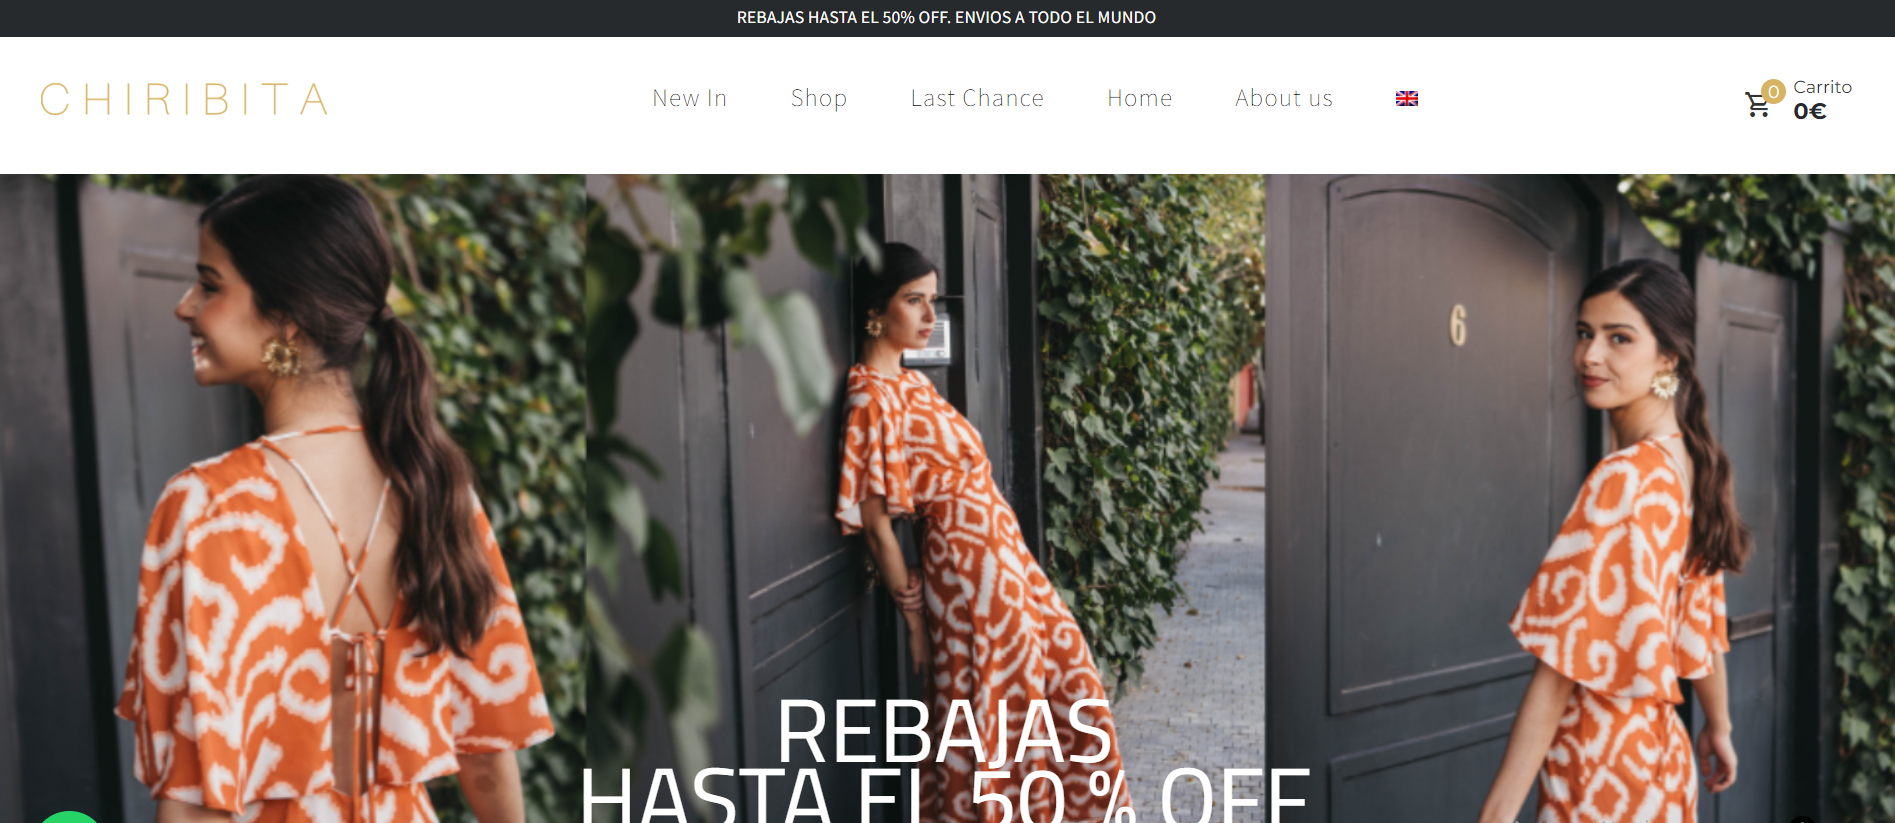 REBAJAS HASTA EL 50% OFF. ENVIOS A TODO EL MUNDO
CHIRIBITA
New In
Shop
Last Chance
Home
About us
0
Carrito
0€
6
REBAJAS
HASTA EL 50 % OFF